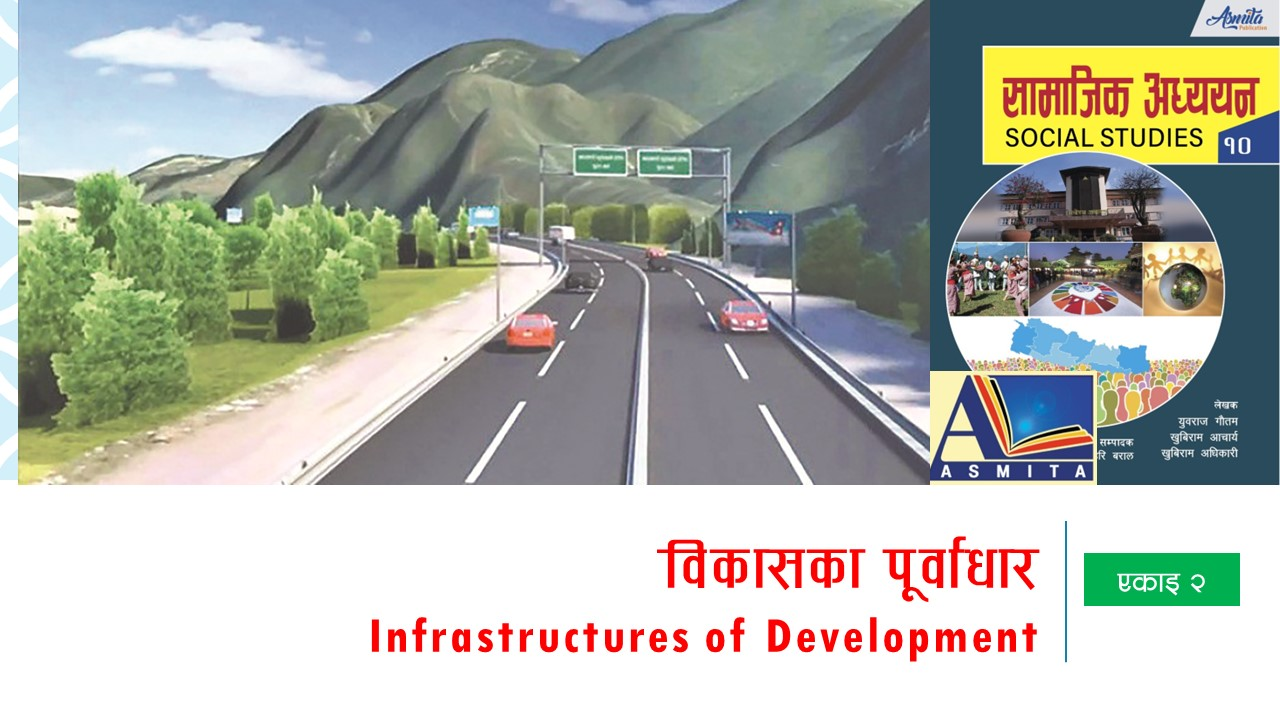 Asmita
Publication
सामाजिक अध्ययन
SOCIAL STUDIES
१०
लेखक
युवराज गौतम
खुबिराम आचार्य
खुबिराम अधिकारी
सम्पादक
रि बराल
ASMITA
विकासका पूर्वाधार
Infrastructures of Development
एकाइ २